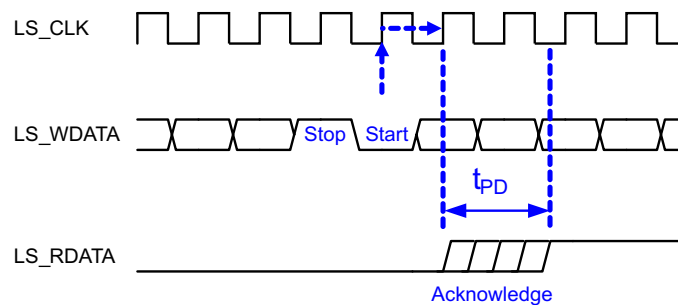 LS_CLK
LS_WDATA
Stop
Start
tPD
LS_RDATA
Acknowledge